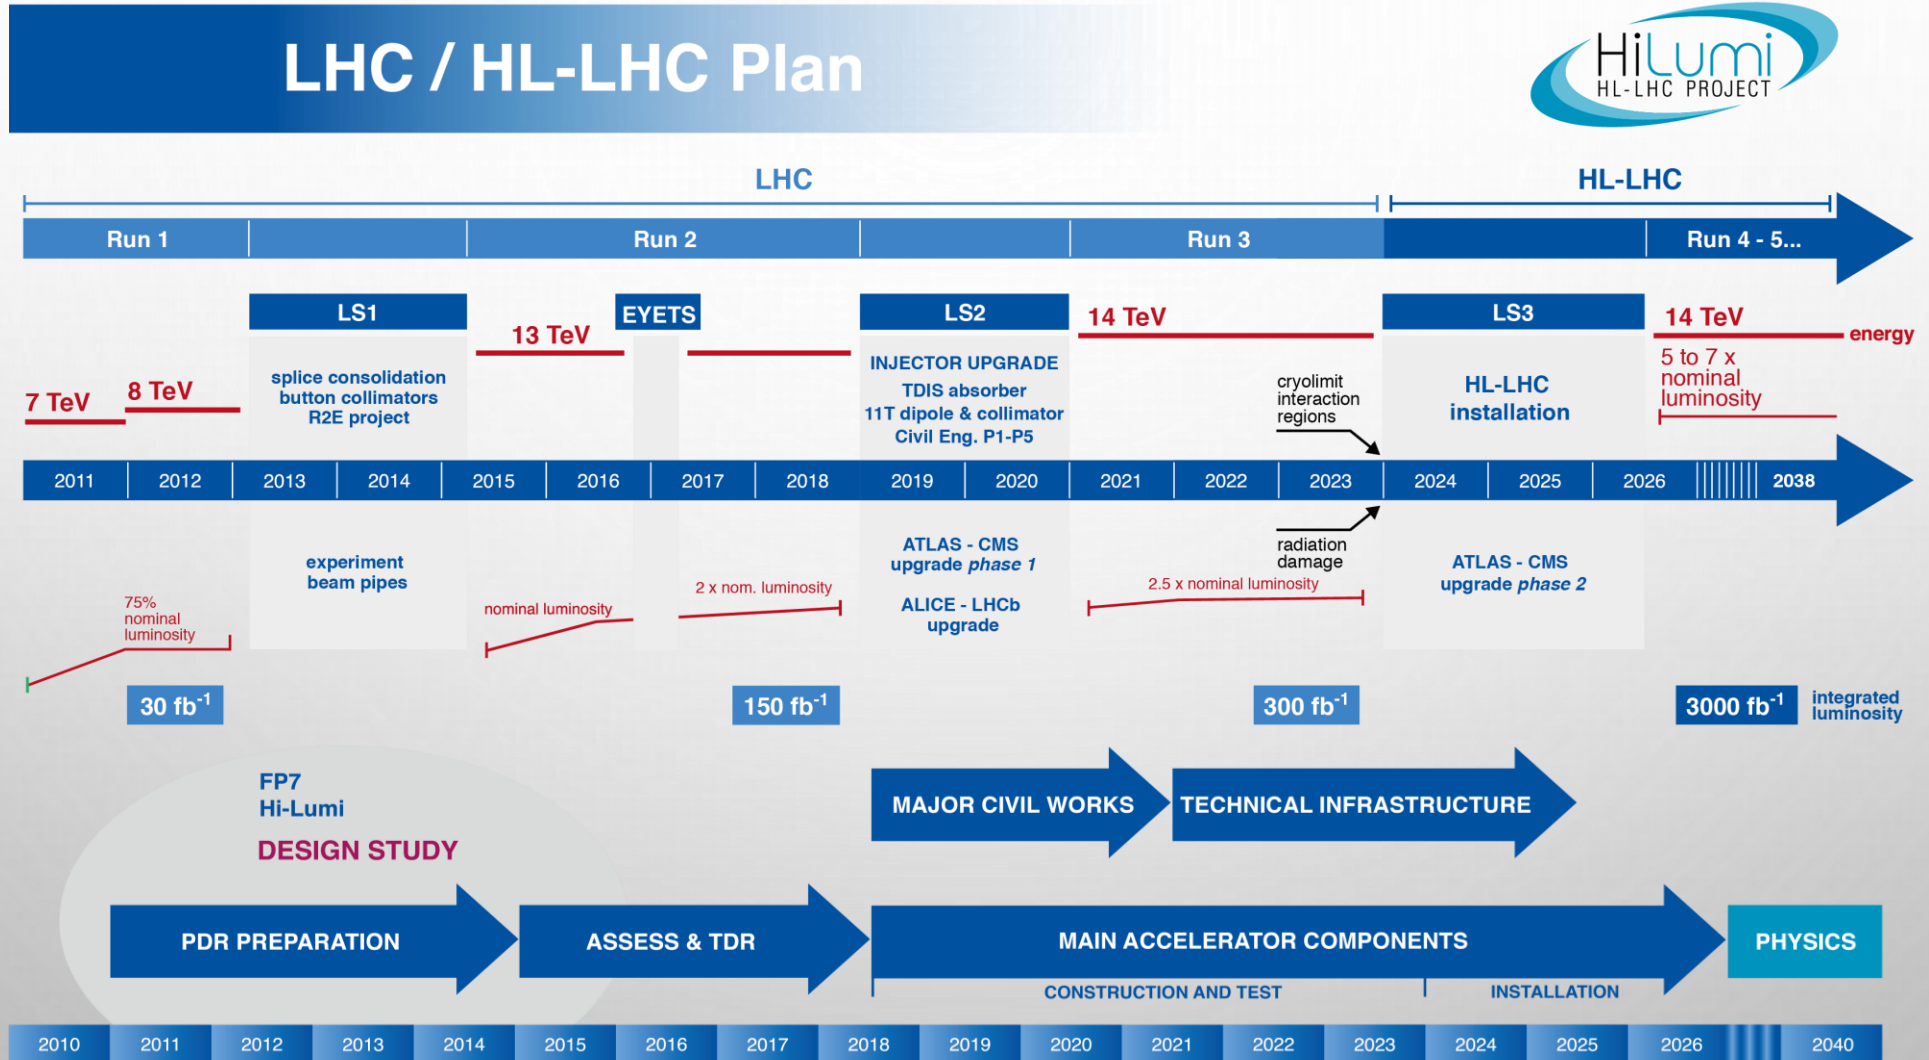 LHC / HL-LHC Plan
HiLumi
HL-LHC PROJECT
LHC
HL-LHC
Run 1
Run 2
Run 3
Run 4 - 5...
LS1
EYETS
LS2
14 TeV
LS3
14 TeV
energy
13 TeV
7 TeV
8 TeV
splice consolidation
button collimators
R2E project
INJECTOR UPGRADE
TDIS absorber
11T dipole & collimator
Civil Eng. P1-P5
cryolimit
interaction
regions
HL-LHC
installation
5 to 7 x
nominal
luminosity
2011
2012
2013
2014
2015
2016
2017
2018
2019
2020
2021
2022
2023
2024
2025
2026
2038
75%
nominal
luminosity
experiment
beam pipes
nominal luminosity
2 x nom. luminosity
ATLAS - CMS
upgrade phase 1
ALICE - LHCb
upgrade
radiation
damage
2.5 x nominal luminosity
ATLAS - CMS
upgrade phase 2
30 fb⁻¹
150 fb⁻¹
300 fb⁻¹
3000 fb⁻¹
integrated
luminosity
FP7
Hi-Lumi
DESIGN STUDY
MAJOR CIVIL WORKS
TECHNICAL INFRASTRUCTURE
PDR PREPARATION
ASSESS & TDR
MAIN ACCELERATOR COMPONENTS
PHYSICS
CONSTRUCTION AND TEST
INSTALLATION
2010
2011
2012
2013
2014
2015
2016
2017
2018
2019
2020
2021
2022
2023
2024
2025
2026
2040